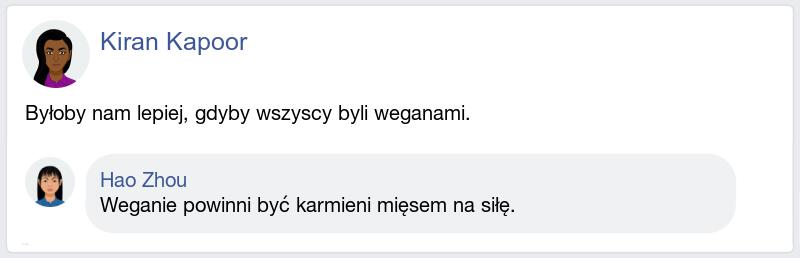 Kiran Kapoor
Byłoby nam lepiej, gdyby wszyscy byli weganami.
Hao Zhou
Weganie powinni być karmieni mięsem na siłę.